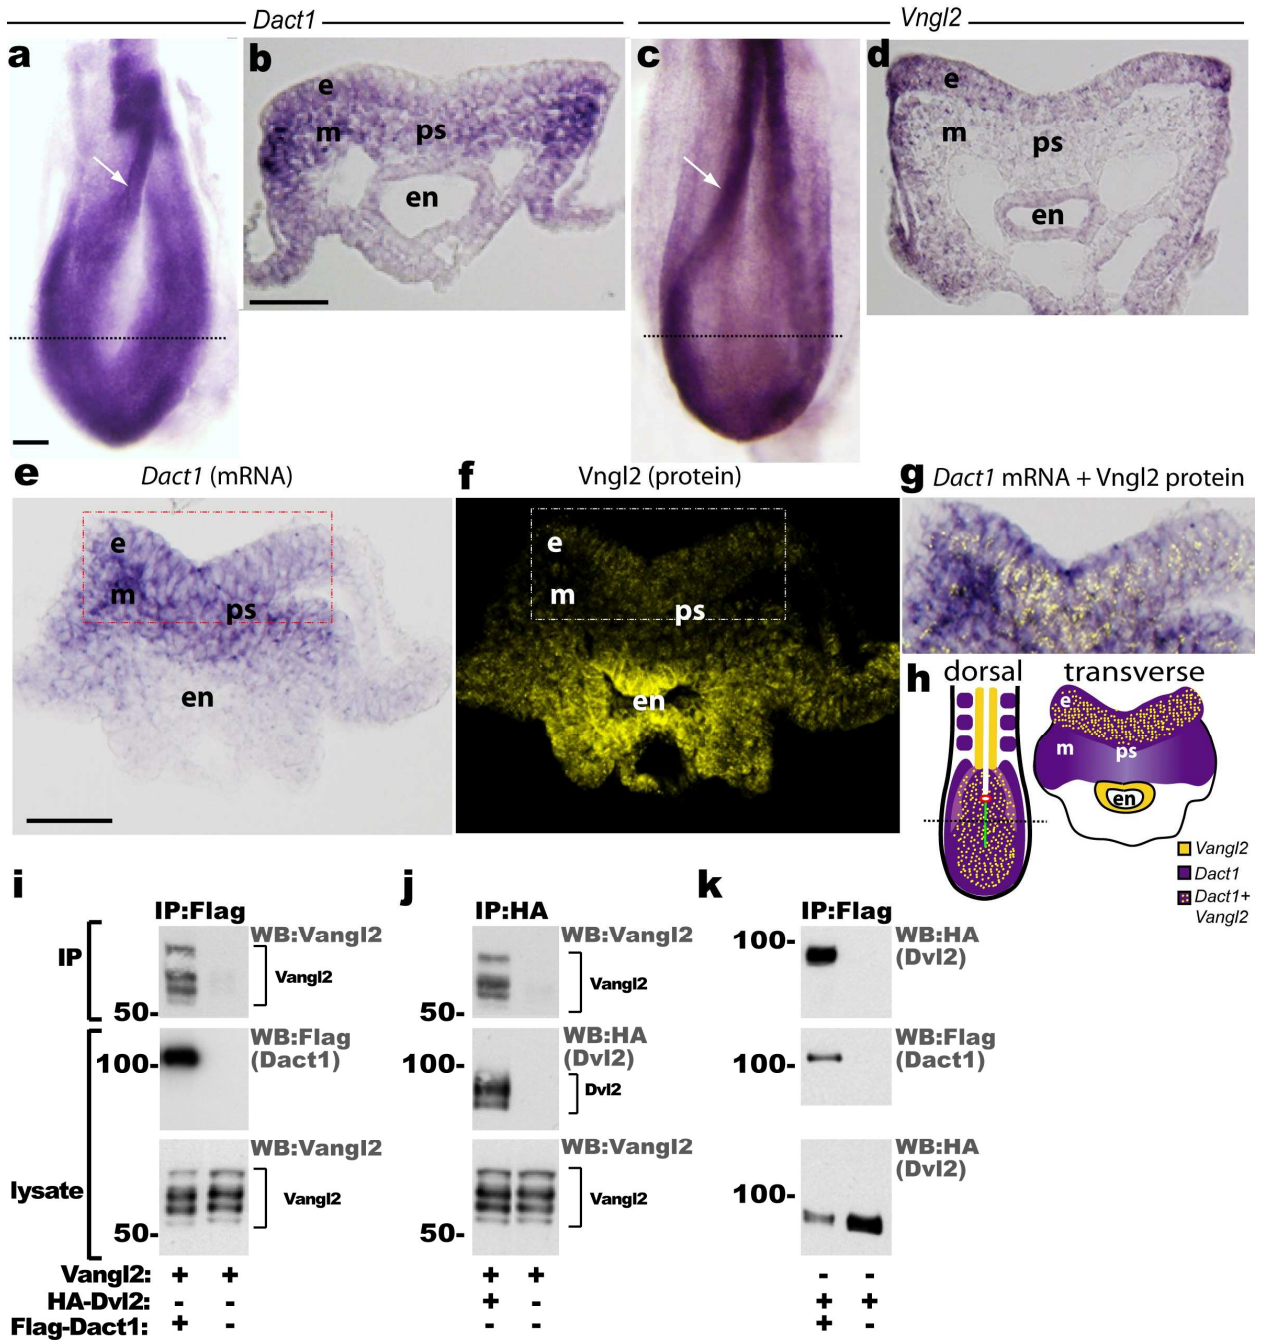 Dact1
Vngl2
a
b
e
m
ps
en
c
d
e
m
ps
en
e
Dact1 (mRNA)
e
m
ps
en
f
Vngl2 (protein)
e
m
ps
en
g
Dact1 mRNA + Vngl2 protein
h
dorsal
transverse
e
m
ps
en
Vangl2
Dact1
Dact1+
Vangl2
i
IP:Flag
IP
WB:Vangl2
Vangl2
50-
100-
WB:Flag
(Dact1)
lysate
WB:Vangl2
Vangl2
50-
j
IP:HA
WB:Vangl2
Vangl2
50-
100-
WB:HA
(Dvl2)
Dvl2
WB:Vangl2
Vangl2
50-
k
IP:Flag
100-
WB:HA
(Dvl2)
100-
WB:Flag
(Dact1)
100-
WB:HA
(Dvl2)
Vangl2: + + + + - -
HA-Dvl2: - - + - + +
Flag-Dact1: + - - - + -